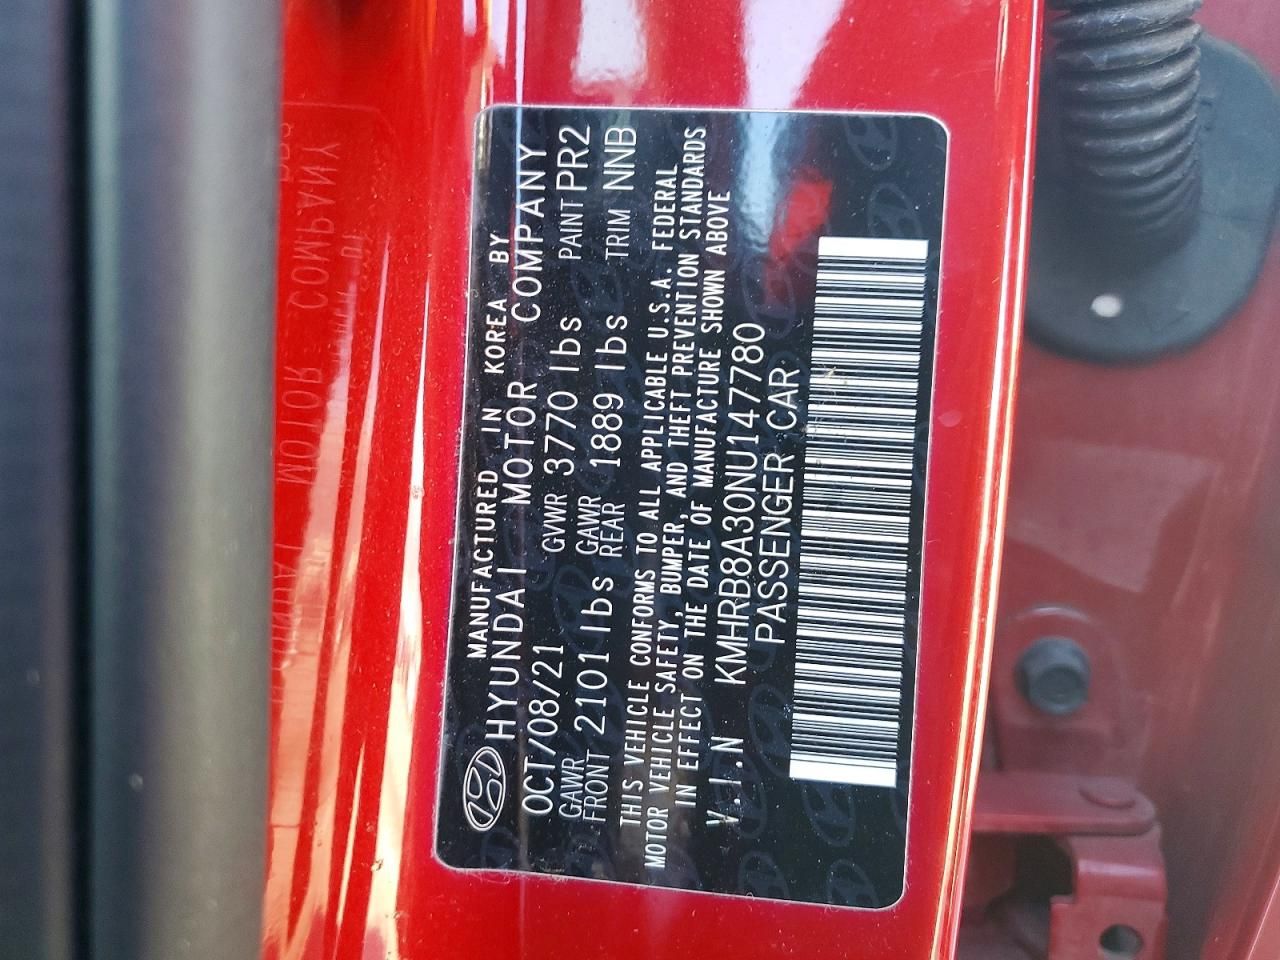 MANUFACTURED IN KOREA BY
HYUNDAI MOTOR COMPANY
OCT/08/21 GVWR 3770 lbs PAINT PR2
GAWR FRONT 2101 lbs GAWR REAR 1889 lbs TRIM NNB
THIS VEHICLE CONFORMS TO ALL APPLICABLE U.S.A. FEDERAL
MOTOR VEHICLE SAFETY, BUMPER, AND THEFT PREVENTION STANDARDS
IN EFFECT ON THE DATE OF MANUFACTURE SHOWN ABOVE
V.I.N KMHRB8A30NU147780
PASSENGER CAR